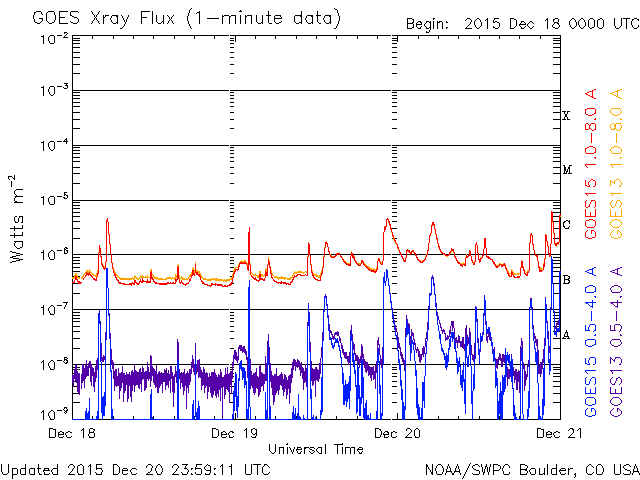 GOES Xray Flux (1-minute data)
Begin: 2015 Dec 18 0000 UTC
Watts m⁻²
10⁻²
10⁻³
10⁻⁴
10⁻⁵
10⁻⁶
10⁻⁷
10⁻⁸
10⁻⁹
X
M
C
B
A
GOES15 1.0-8.0 A
GOES13 1.0-8.0 A
GOES15 0.5-4.0 A
GOES13 0.5-4.0 A
Dec 18
Dec 19
Dec 20
Dec 21
Universal Time
Updated 2015 Dec 20 23:59:11 UTC
NOAA/SWPC Boulder, CO USA